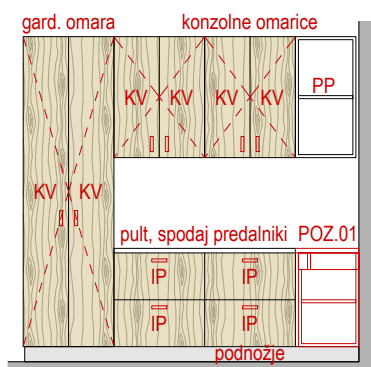 gard. omara konzolne omarice
KV KV KV KV PP
KV KV
pult, spodaj predalniki POZ.01
IP IP
IP IP
podnožje